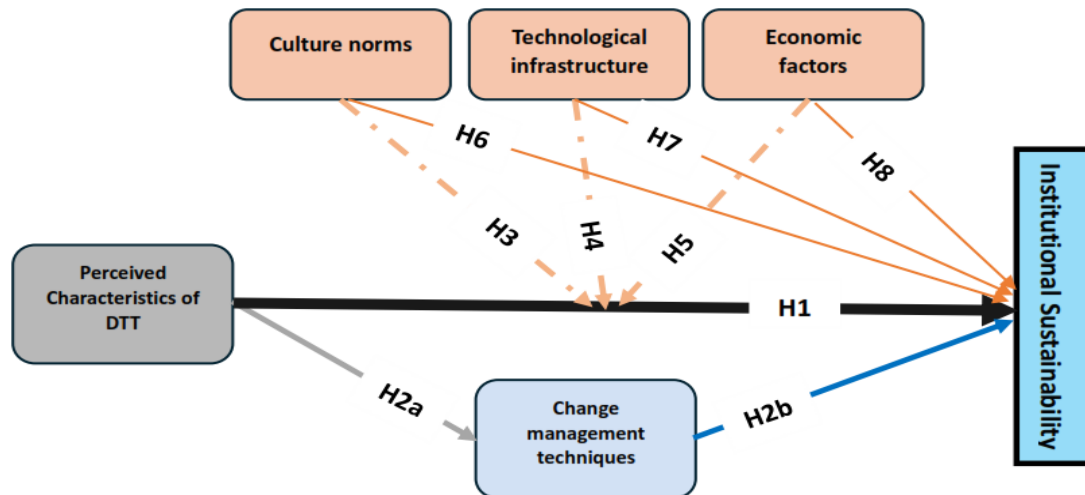 Culture norms
Technological
infrastructure
Economic
factors
H6
H7
H8
H3
H4
H5
Perceived
Characteristics of
DTT
H1
Institutional Sustainability
H2a
H2b
Change
management
techniques